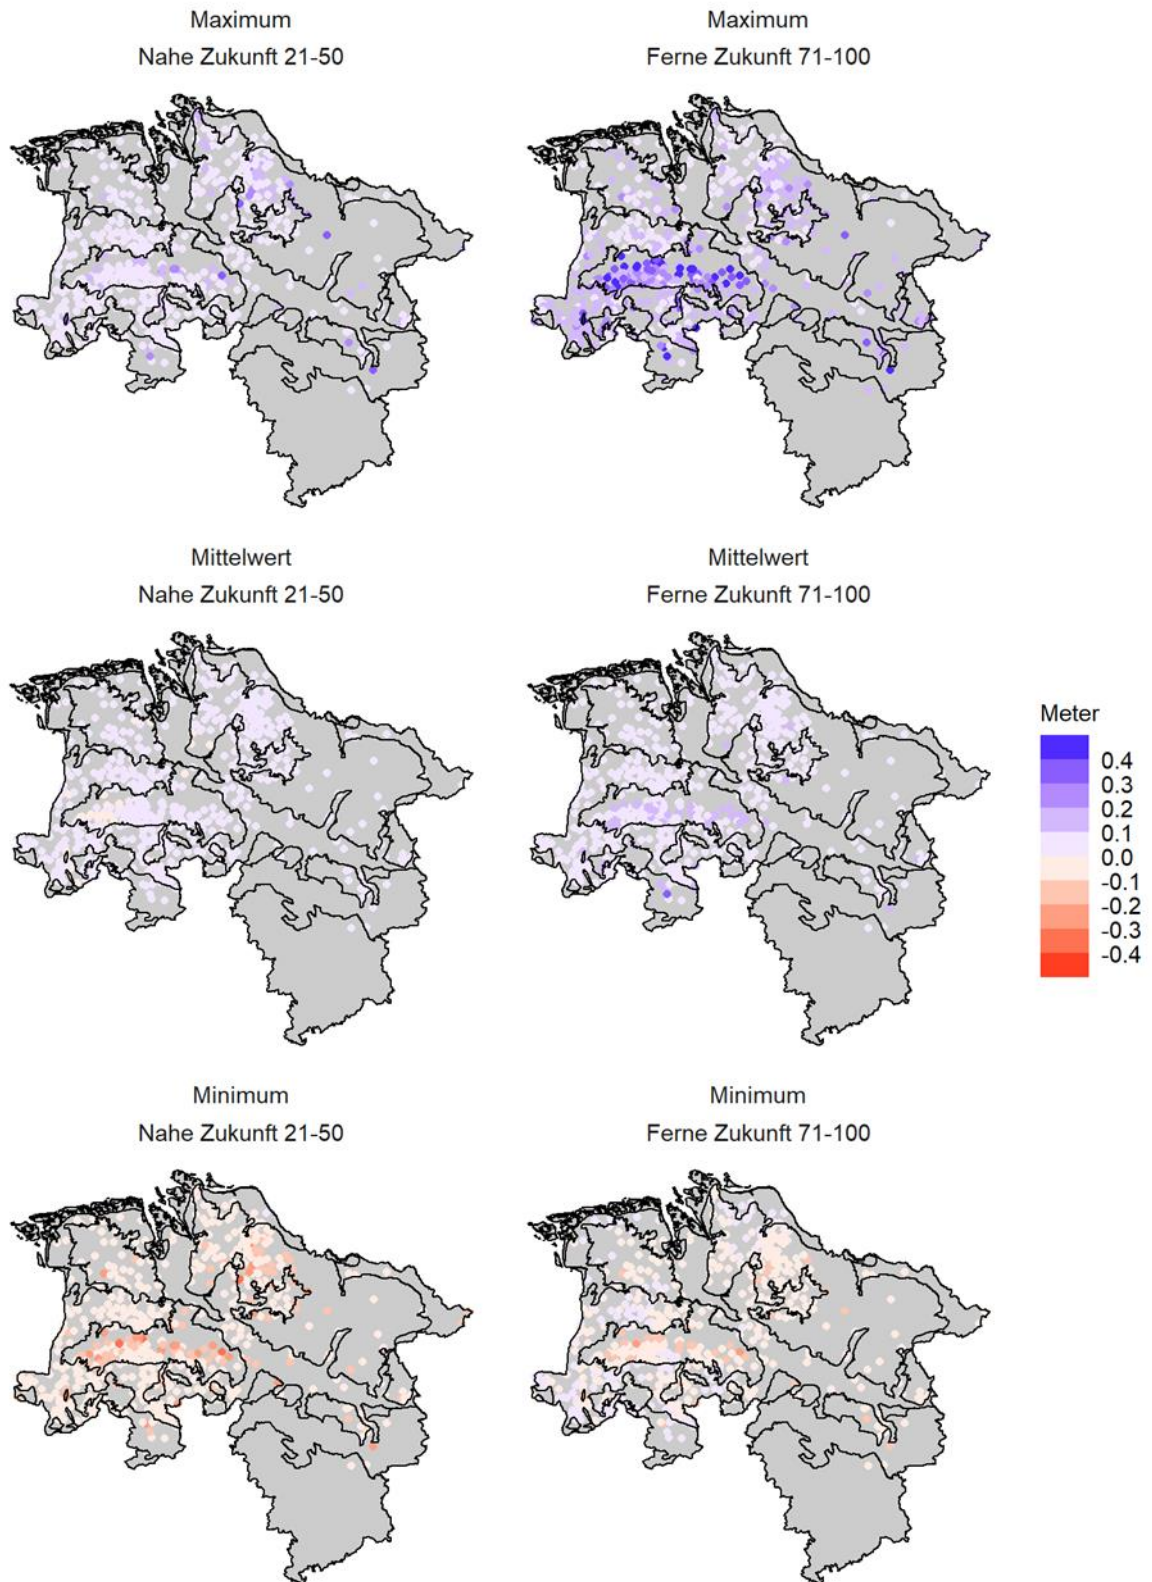 Maximum
Nahe Zukunft 21-50
Maximum
Ferne Zukunft 71-100
Mittelwert
Nahe Zukunft 21-50
Mittelwert
Ferne Zukunft 71-100
Meter
0.4
0.3
0.2
0.1
0.0
-0.1
-0.2
-0.3
-0.4
Minimum
Nahe Zukunft 21-50
Minimum
Ferne Zukunft 71-100